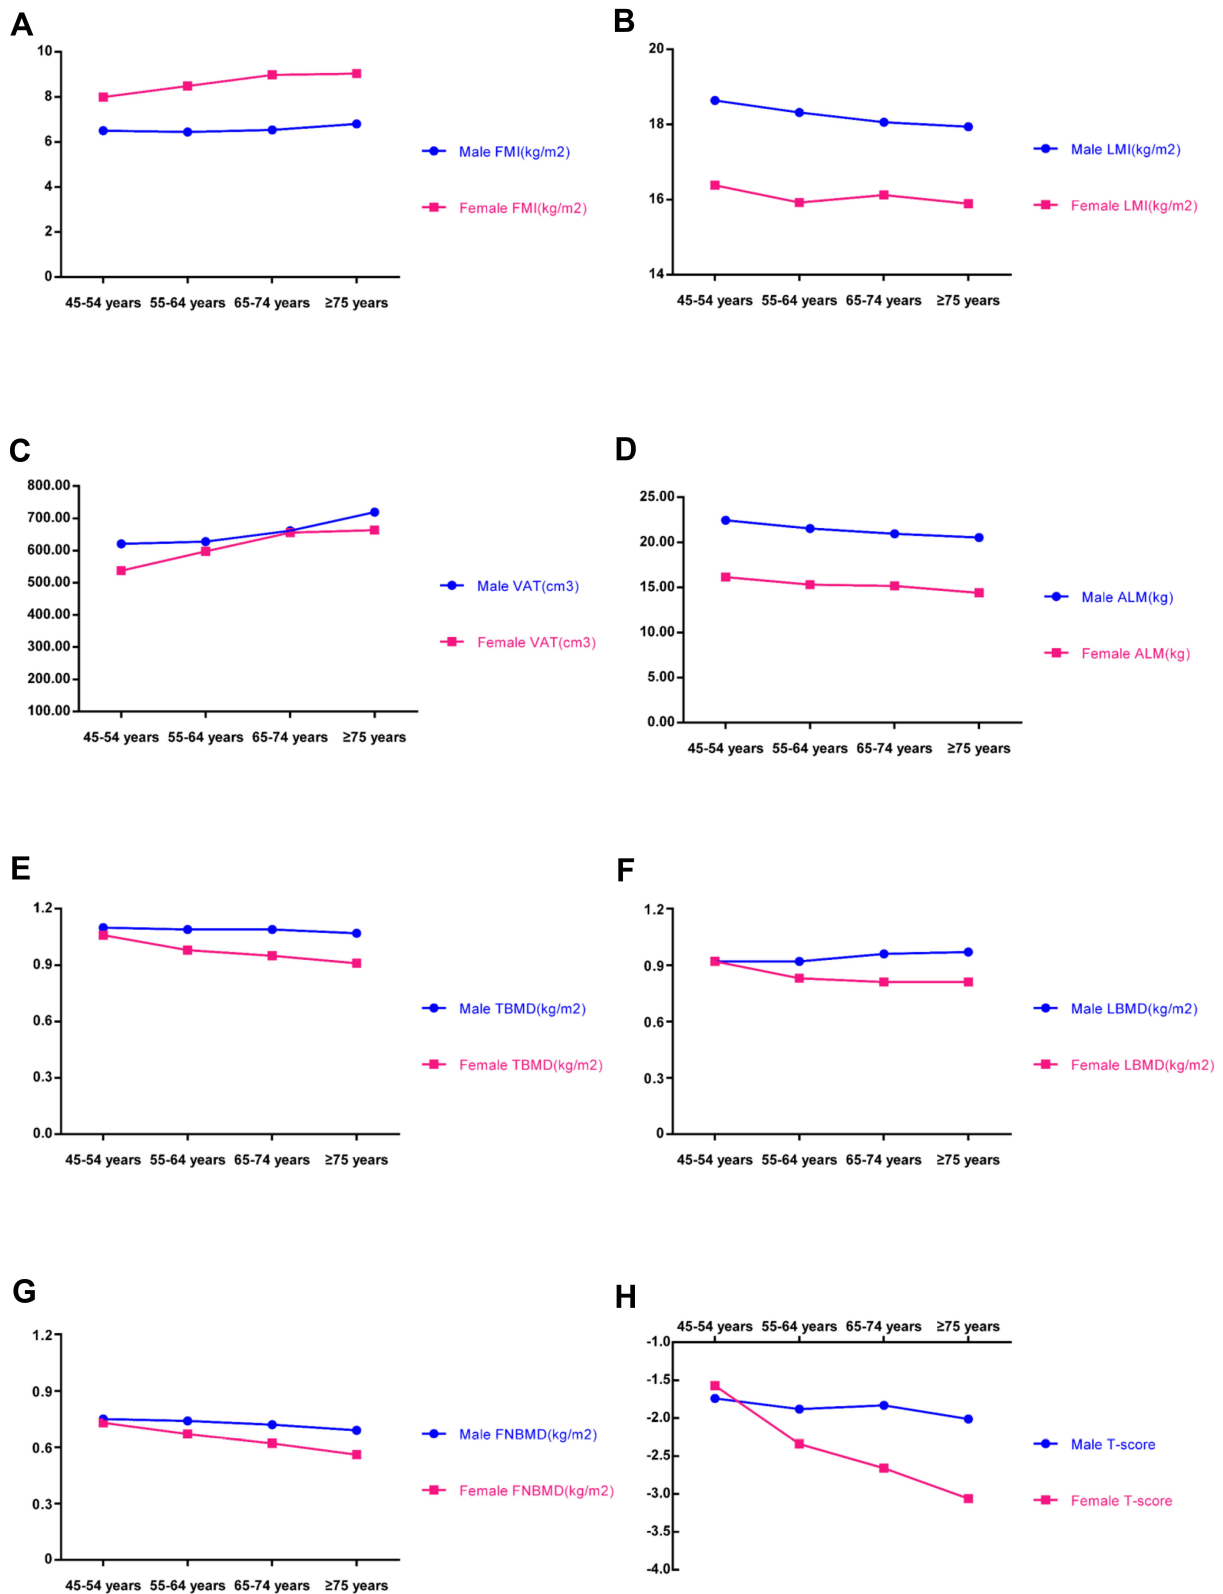 A
10
8
6
4
2
0
45-54 years 55-64 years 65-74 years ≥75 years
Male FMI(kg/m2)
Female FMI(kg/m2)
B
20
18
16
14
45-54 years 55-64 years 65-74 years ≥75 years
Male LMI(kg/m2)
Female LMI(kg/m2)
C
800.00
700.00
600.00
500.00
400.00
300.00
200.00
100.00
45-54 years 55-64 years 65-74 years ≥75 years
Male VAT(cm3)
Female VAT(cm3)
D
25.00
20.00
15.00
10.00
5.00
0.00
45-54 years 55-64 years 65-74 years ≥75 years
Male ALM(kg)
Female ALM(kg)
E
1.2
0.9
0.6
0.3
0.0
45-54 years 55-64 years 65-74 years ≥75 years
Male TBMD(kg/m2)
Female TBMD(kg/m2)
F
1.2
0.9
0.6
0.3
0
45-54 years 55-64 years 65-74 years ≥75 years
Male LBMD(kg/m2)
Female LBMD(kg/m2)
G
1.2
0.9
0.6
0.3
0
45-54 years 55-64 years 65-74 years ≥75 years
Male FNBMD(kg/m2)
Female FNBMD(kg/m2)
H
45-54 years 55-64 years 65-74 years ≥75 years
-1.0
-1.5
-2.0
-2.5
-3.0
-3.5
-4.0
Male T-score
Female T-score